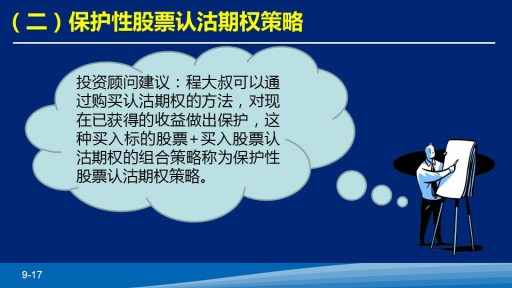 （二）保护性股票认沽期权策略
投资顾问建议：程大叔可以通
过购买认沽期权的方法，对现
在已获得的收益做出保护，这
种买入标的股票+买入股票认
沽期权的组合策略称为保护性
股票认沽期权策略。
9-17